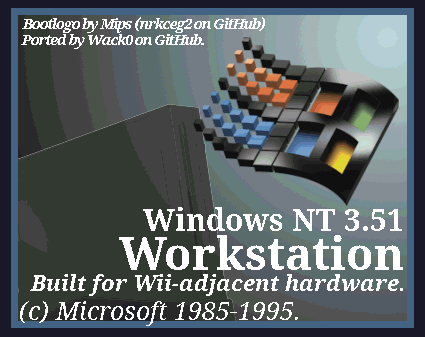 Bootlogo by Mips (nrkceg2 on GitHub)
Ported by Wack0 on GitHub.
Windows NT 3.51
Workstation
Built for Wii-adjacent hardware.
(c) Microsoft 1985-1995.